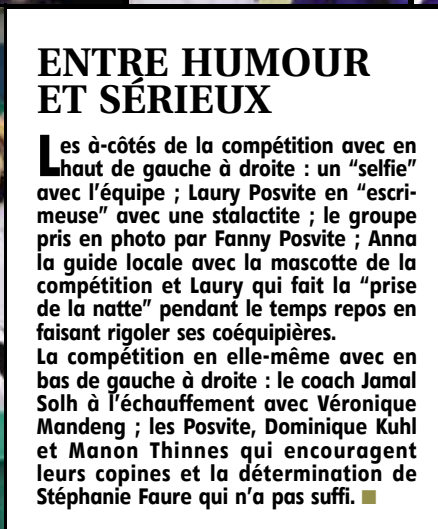 ENTRE HUMOUR
ET SÉRIEUX
Les à-côtés de la compétition avec en
haut de gauche à droite : un “selfie”
avec l’équipe ; Laury Posvite en “escri-
meuse” avec une stalactite ; le groupe
pris en photo par Fanny Posvite ; Anna
la guide locale avec la mascotte de la
compétition et Laury qui fait la “prise
de la natte” pendant le temps repos en
faisant rigoler ses coéquipières.
La compétition en elle-même avec en
bas de gauche à droite : le coach Jamal
Solh à l’échauffement avec Véronique
Mandeng ; les Posvite, Dominique Kuhl
et Manon Thinnes qui encouragent
leurs copines et la détermination de
Stéphanie Faure qui n’a pas suffi. ■